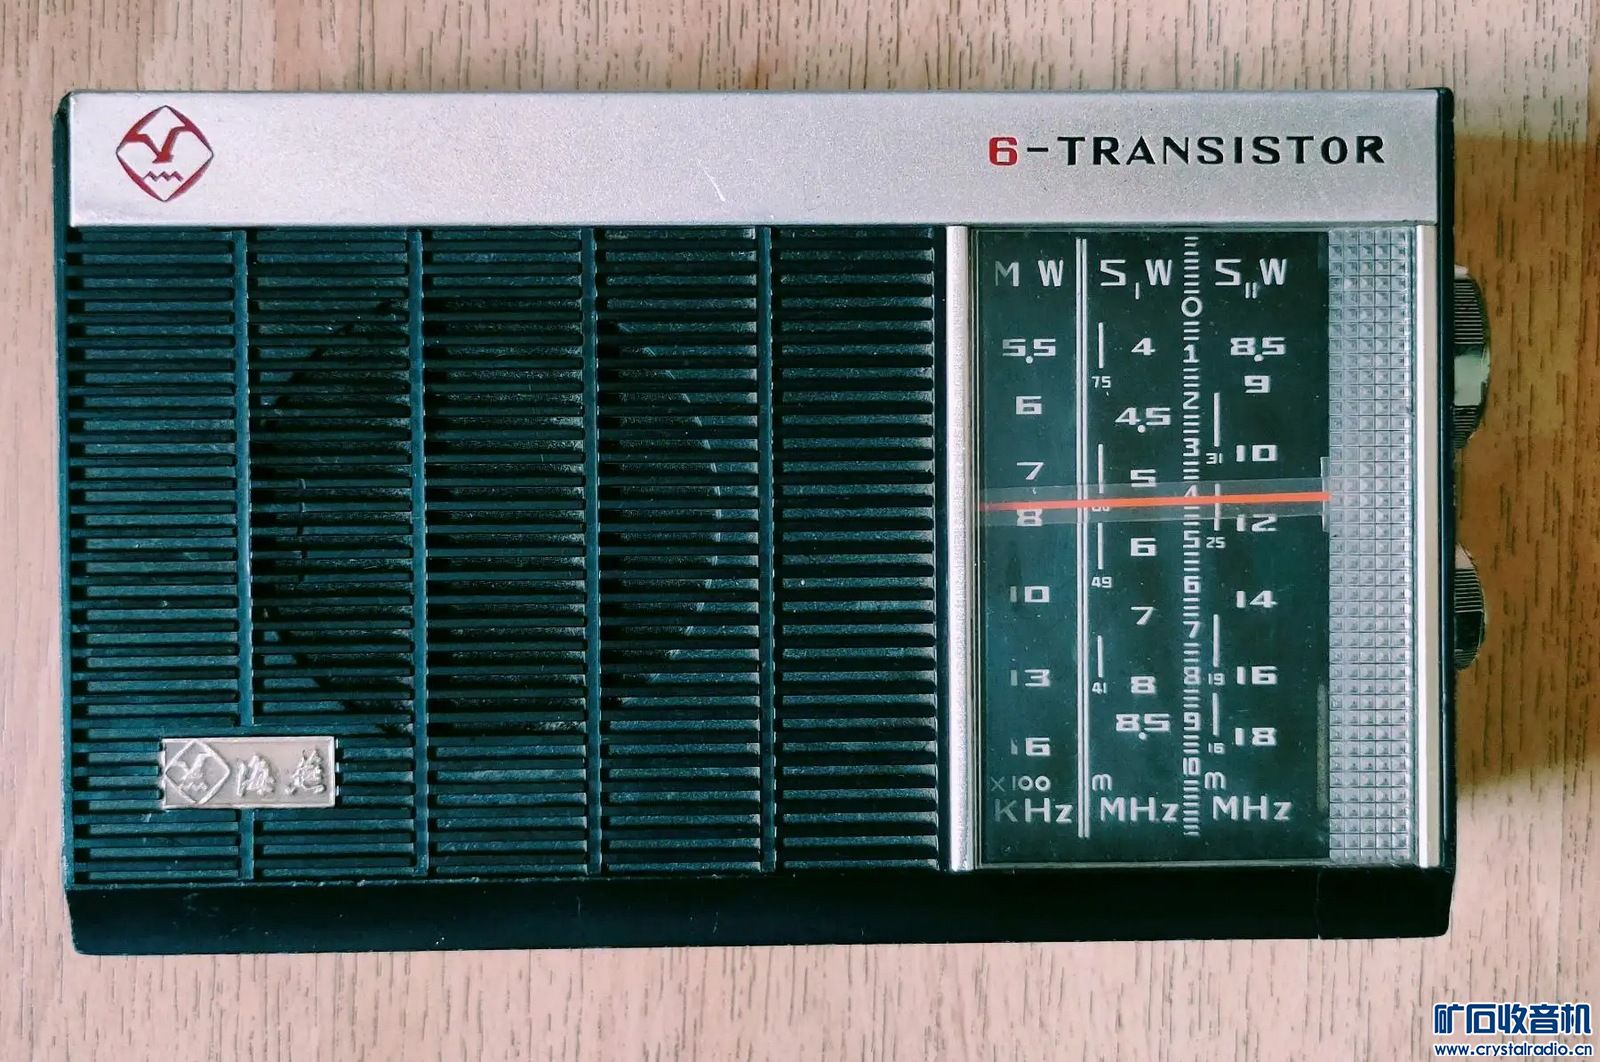 6-TRANSISTOR
MW SIW SIIW
0
5.5 4 1 8.5
75 9
6 4.5 2
3 31 10
7 5
4
8 12
6 5 25
49
10 6 14
7 7
13 41 8 8 19 16
8.5 9
16 16 18
10
X100 m m
KHz MHz MHz
海燕
矿石收音机
www.crystalradio.cn